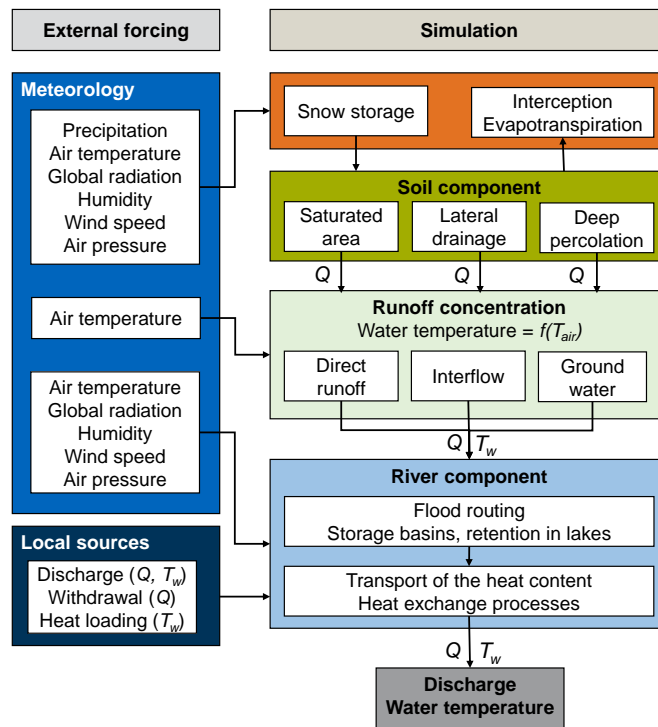 External forcing
Simulation
Meteorology
Precipitation
Air temperature
Global radiation
Humidity
Wind speed
Air pressure
Air temperature
Air temperature
Global radiation
Humidity
Wind speed
Air pressure
Local sources
Discharge (Q, Tw)
Withdrawal (Q)
Heat loading (Tw)
Snow storage
Interception
Evapotranspiration
Soil component
Saturated
area
Lateral
drainage
Deep
percolation
Q
Q
Q
Runoff concentration
Water temperature = f(Tair)
Direct
runoff
Interflow
Ground
water
Q Tw
River component
Flood routing
Storage basins, retention in lakes
Transport of the heat content
Heat exchange processes
Q Tw
Discharge
Water temperature